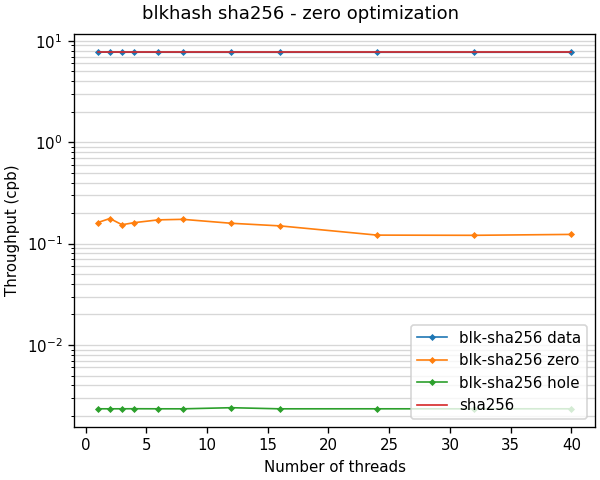 blkhash sha256 - zero optimization
Throughput (cpb)
10¹
10⁰
10⁻¹
10⁻²
blk-sha256 data
blk-sha256 zero
blk-sha256 hole
sha256
0 5 10 15 20 25 30 35 40
Number of threads